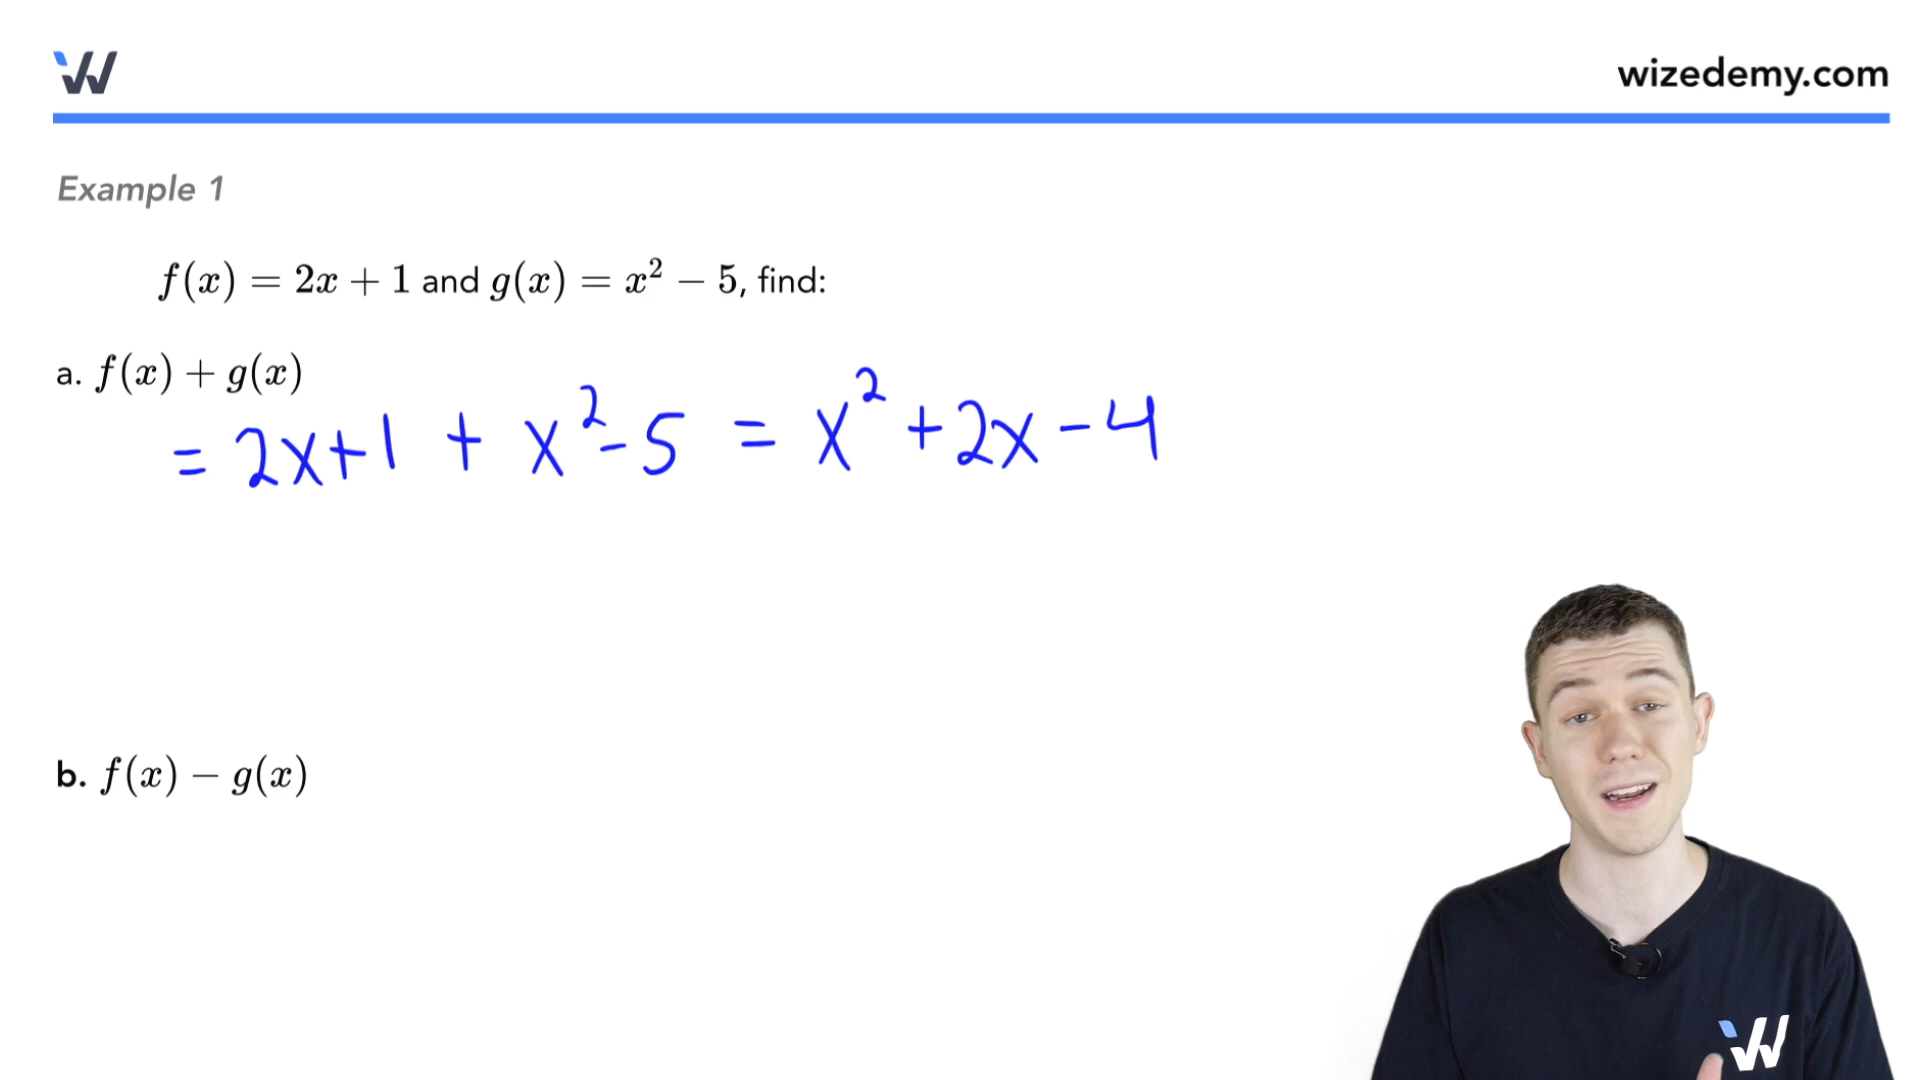 W
wizedemy.com
Example 1
f(x) = 2x + 1 and g(x) = x² − 5, find:
a. f(x) + g(x)
= 2x+1 + x²-5 = x² +2x -4
b. f(x) − g(x)
W